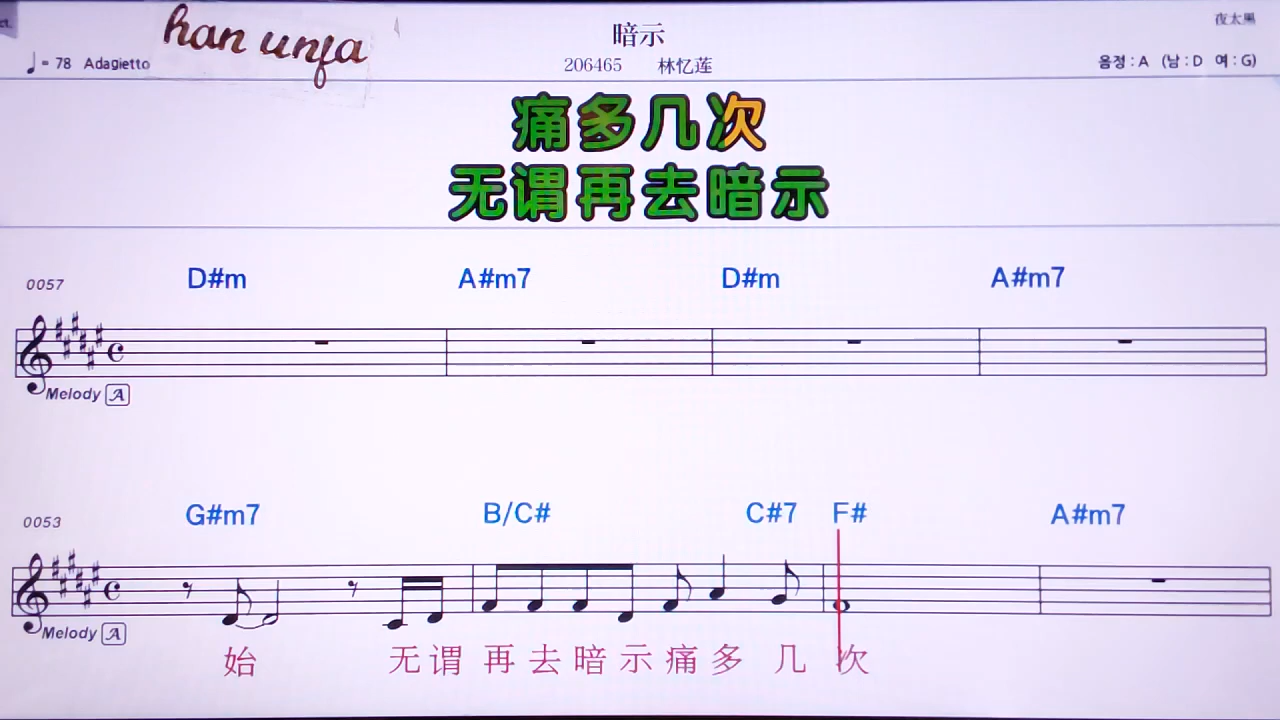 ct.
han unfa
暗示
夜太黑
♩= 78 Adagietto
206465 林忆莲
음정 : A (남 : D 여 : G)
痛多几次
无谓再去暗示
0057 D#m A#m7 D#m A#m7
Melody A
0053 G#m7 B/C# C#7 F# A#m7
Melody A
始 无谓再去暗示痛多几次